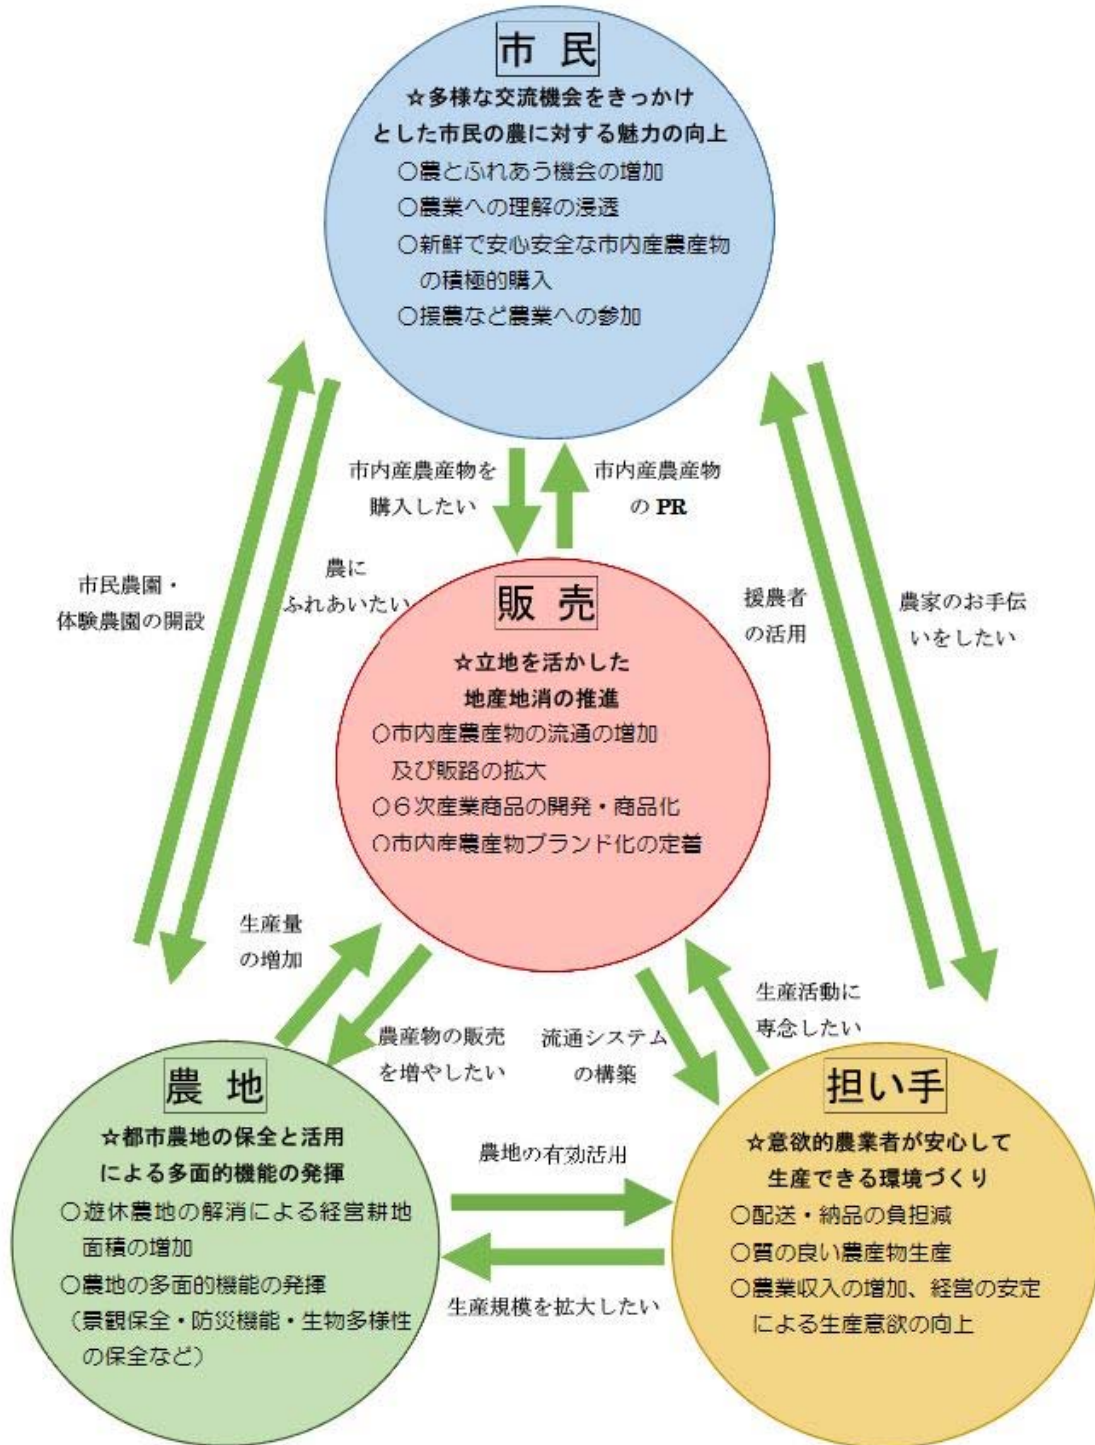 市 民
☆多様な交流機会をきっかけ
とした市民の農に対する魅力の向上
○農とふれあう機会の増加
○農業への理解の浸透
○新鮮で安心安全な市内産農産物
の積極的購入
○援農など農業への参加
市内産農産物を
購入したい
市内産農産物
の PR
市民農園・
体験農園の開設
農に
ふれあいたい
援農者
の活用
農家のお手伝
いをしたい
販 売
☆立地を活かした
地産地消の推進
○市内産農産物の流通の増加
及び販路の拡大
○6次産業商品の開発・商品化
○市内産農産物ブランド化の定着
生産量
の増加
農産物の販売
を増やしたい
流通システム
の構築
生産活動に
専念したい
農 地
☆都市農地の保全と活用
による多面的機能の発揮
○遊休農地の解消による経営耕地
面積の増加
○農地の多面的機能の発揮
（景観保全・防災機能・生物多様性
の保全など）
農地の有効活用
生産規模を拡大したい
担い手
☆意欲的農業者が安心して
生産できる環境づくり
○配送・納品の負担減
○質の良い農産物生産
○農業収入の増加、経営の安定
による生産意欲の向上